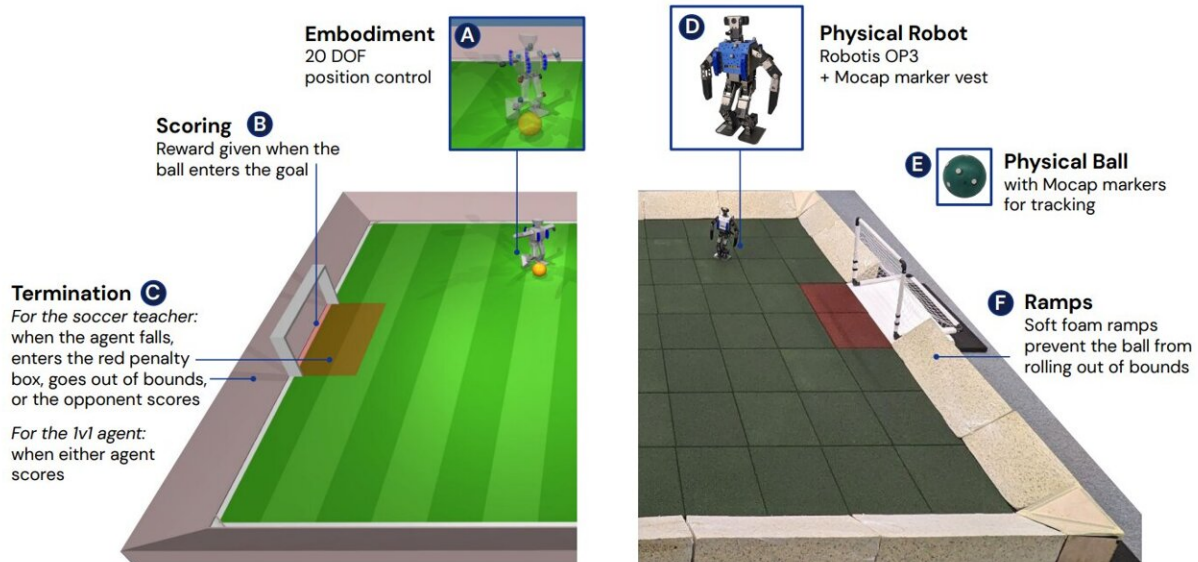 A
Embodiment
20 DOF
position control
B
Scoring
Reward given when the
ball enters the goal
C
Termination
For the soccer teacher:
when the agent falls,
enters the red penalty
box, goes out of bounds,
or the opponent scores
For the 1v1 agent:
when either agent
scores
D
Physical Robot
Robotis OP3
+ Mocap marker vest
E
Physical Ball
with Mocap markers
for tracking
F
Ramps
Soft foam ramps
prevent the ball from
rolling out of bounds